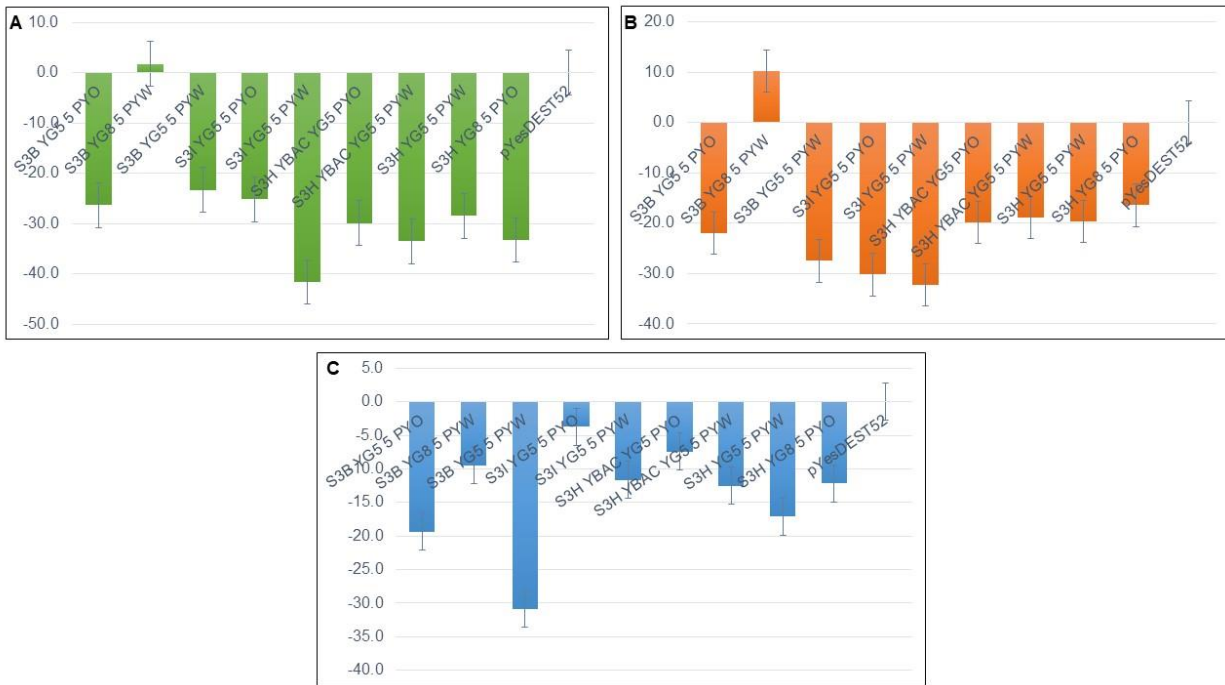 A
10.0
0.0
-10.0
-20.0
-30.0
-40.0
-50.0
S3B YG5 5 PYO
S3B YG8 5 PYW
S3B YG5 5 PYW
S3I YG5 5 PYO
S3I YG5 5 PYW
S3H YBAC YG5 PYO
S3H YBAC YG5 5 PYW
S3H YG5 5 PYW
S3H YG8 5 PYO
pYesDEST52
B
20.0
10.0
0.0
-10.0
-20.0
-30.0
-40.0
S3B YG5 5 PYO
S3B YG8 5 PYW
S3B YG5 5 PYW
S3I YG5 5 PYO
S3I YG5 5 PYW
S3H YBAC YG5 PYO
S3H YBAC YG5 5 PYW
S3H YG5 5 PYW
S3H YG8 5 PYO
pYesDEST52
C
5.0
0.0
-5.0
-10.0
-15.0
-20.0
-25.0
-30.0
-35.0
-40.0
S3B YG5 5 PYO
S3B YG8 5 PYW
S3B YG5 5 PYW
S3I YG5 5 PYO
S3I YG5 5 PYW
S3H YBAC YG5 PYO
S3H YBAC YG5 5 PYW
S3H YG5 5 PYW
S3H YG8 5 PYO
pYesDEST52